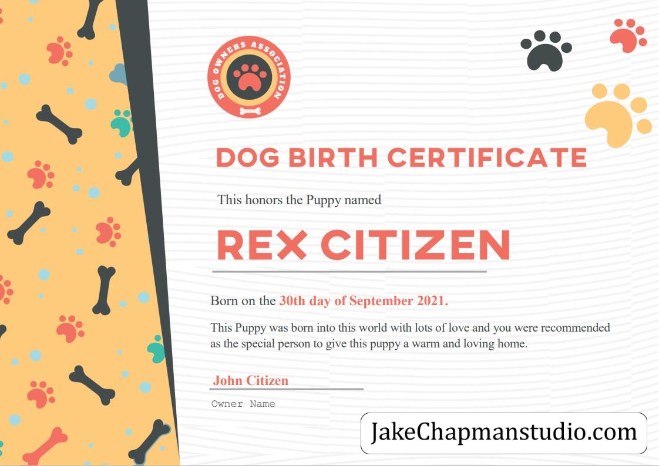 DOG OWNERS ASSOCIATION
DOG BIRTH CERTIFICATE
This honors the Puppy named
REX CITIZEN
Born on the 30th day of September 2021.
This Puppy was born into this world with lots of love and you were recommended
as the special person to give this puppy a warm and loving home.
John Citizen
Owner Name
JakeChapmanstudio.com